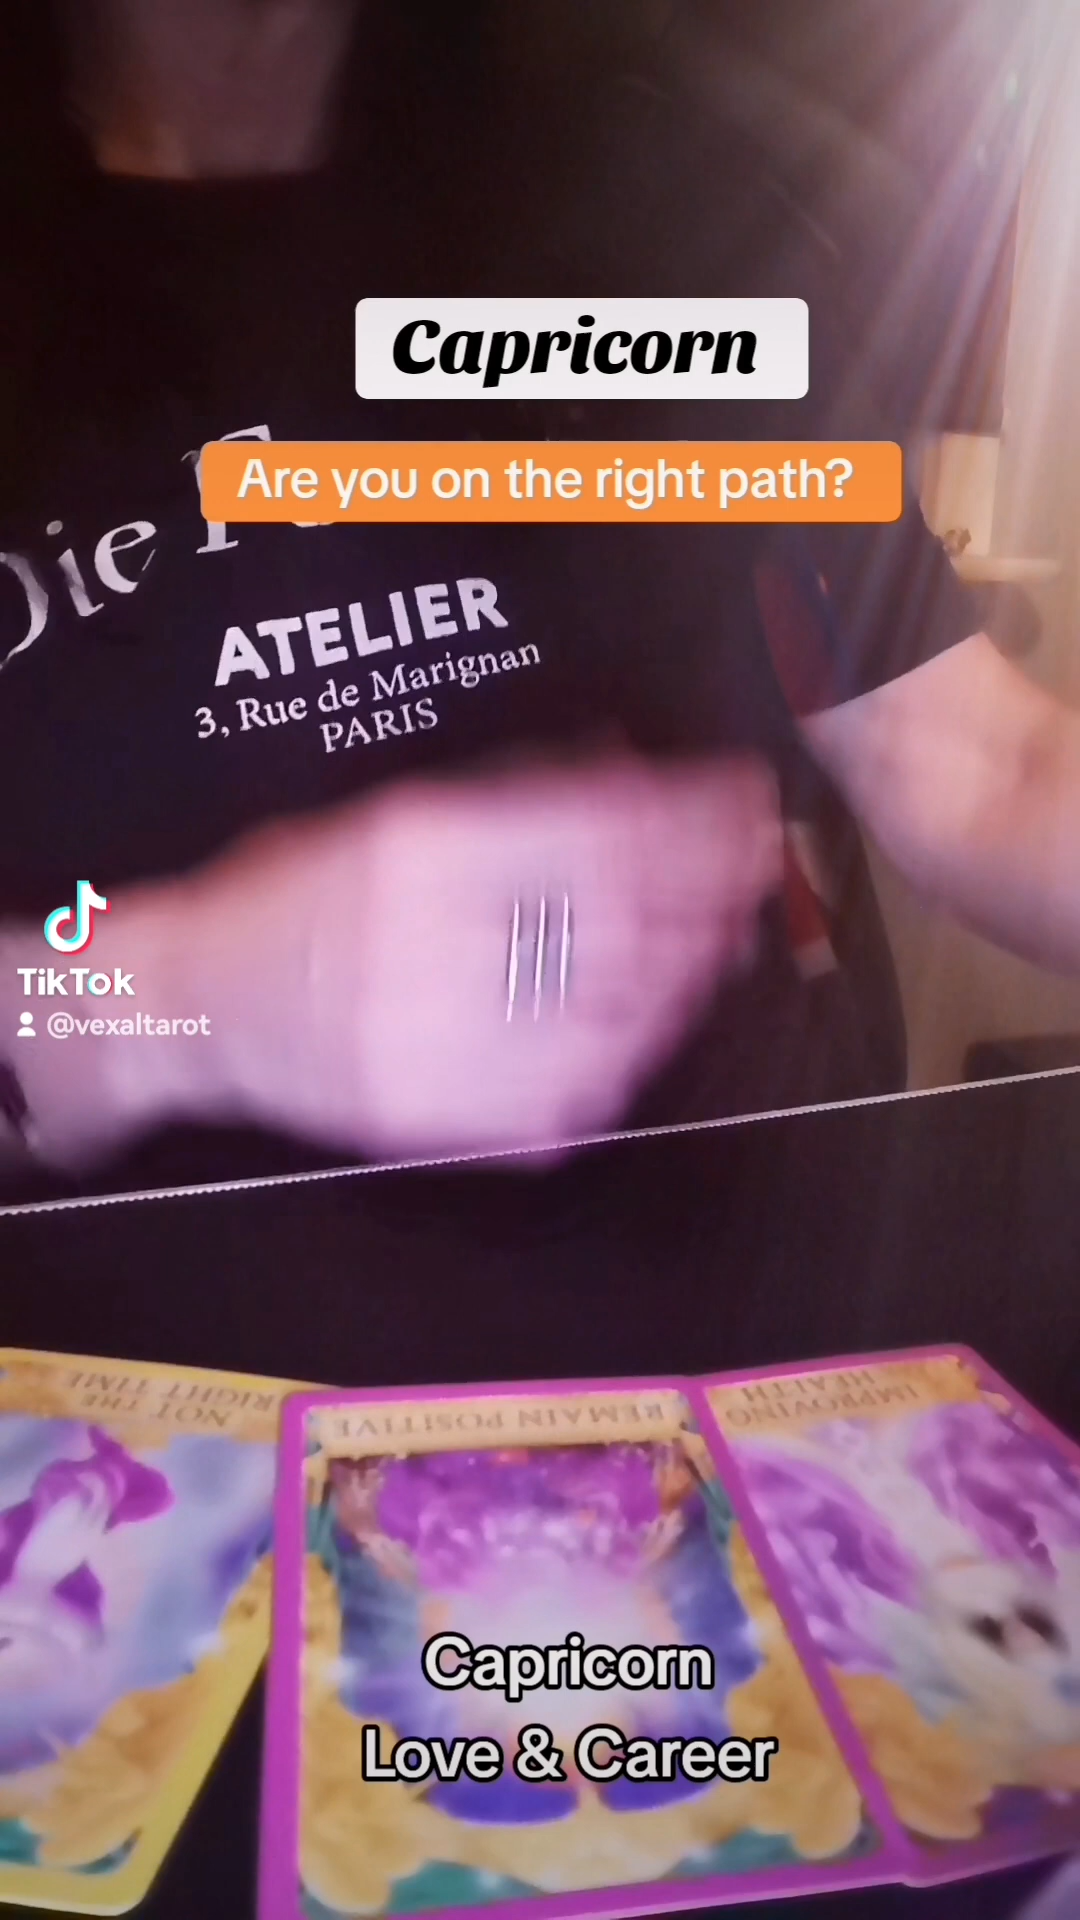 Capricorn
Are you on the right path?
Die
ATELIER
3, Rue de Marignan
PARIS
TikTok
@vexaltarot
NOT THE
RIGHT TIME
REMAIN POSITIVE
IMPROVING
HEALTH
Capricorn
Love & Career